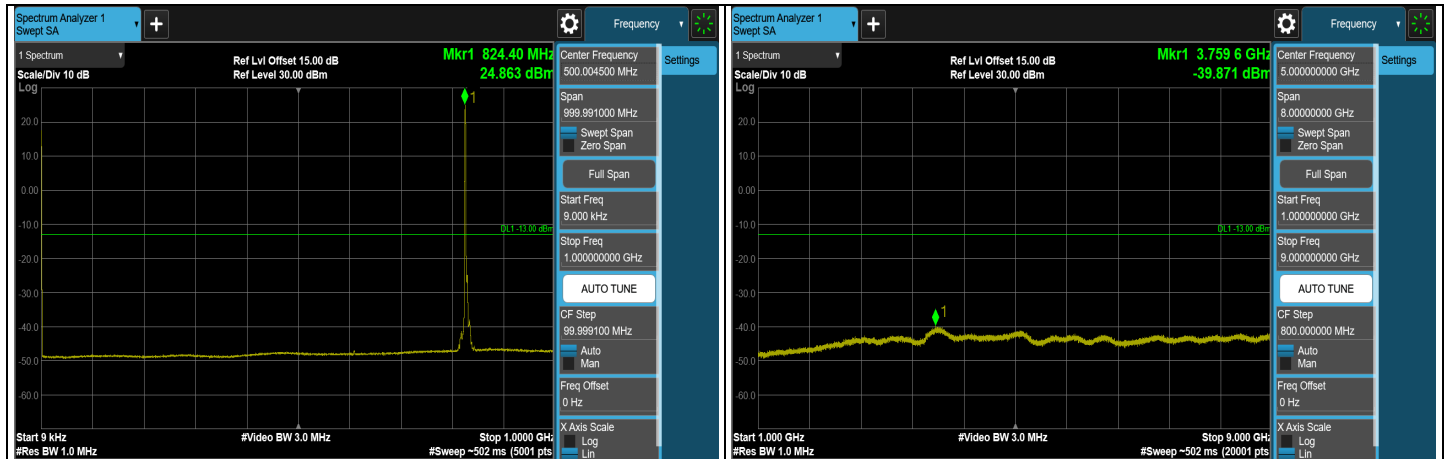 Spectrum Analyzer 1
Swept SA
+
Frequency
1 Spectrum
Scale/Div 10 dB
Log
Ref Lvl Offset 15.00 dB
Ref Level 30.00 dBm
Mkr1 824.40 MHz
24.863 dBm
1
20.0
10.0
0.00
-10.0
-20.0
-30.0
-40.0
-50.0
-60.0
DL1 -13.00 dBm
Start 9 kHz
#Res BW 1.0 MHz
#Video BW 3.0 MHz
Stop 1.0000 GHz
#Sweep ~502 ms (5001 pts
Center Frequency
500.004500 MHz
Settings
Span
999.991000 MHz
Swept Span
Zero Span
Full Span
Start Freq
9.000 kHz
Stop Freq
1.000000000 GHz
AUTO TUNE
CF Step
99.999100 MHz
Auto
Man
Freq Offset
0 Hz
X Axis Scale
Log
Lin
Spectrum Analyzer 1
Swept SA
+
Frequency
1 Spectrum
Scale/Div 10 dB
Log
Ref Lvl Offset 15.00 dB
Ref Level 30.00 dBm
Mkr1 3.759 6 GHz
-39.871 dBm
1
20.0
10.0
0.00
-10.0
-20.0
-30.0
-40.0
-50.0
-60.0
DL1 -13.00 dBm
Start 1.000 GHz
#Res BW 1.0 MHz
#Video BW 3.0 MHz
Stop 9.000 GHz
#Sweep ~502 ms (20001 pts
Center Frequency
5.000000000 GHz
Settings
Span
8.00000000 GHz
Swept Span
Zero Span
Full Span
Start Freq
1.000000000 GHz
Stop Freq
9.000000000 GHz
AUTO TUNE
CF Step
800.000000 MHz
Auto
Man
Freq Offset
0 Hz
X Axis Scale
Log
Lin